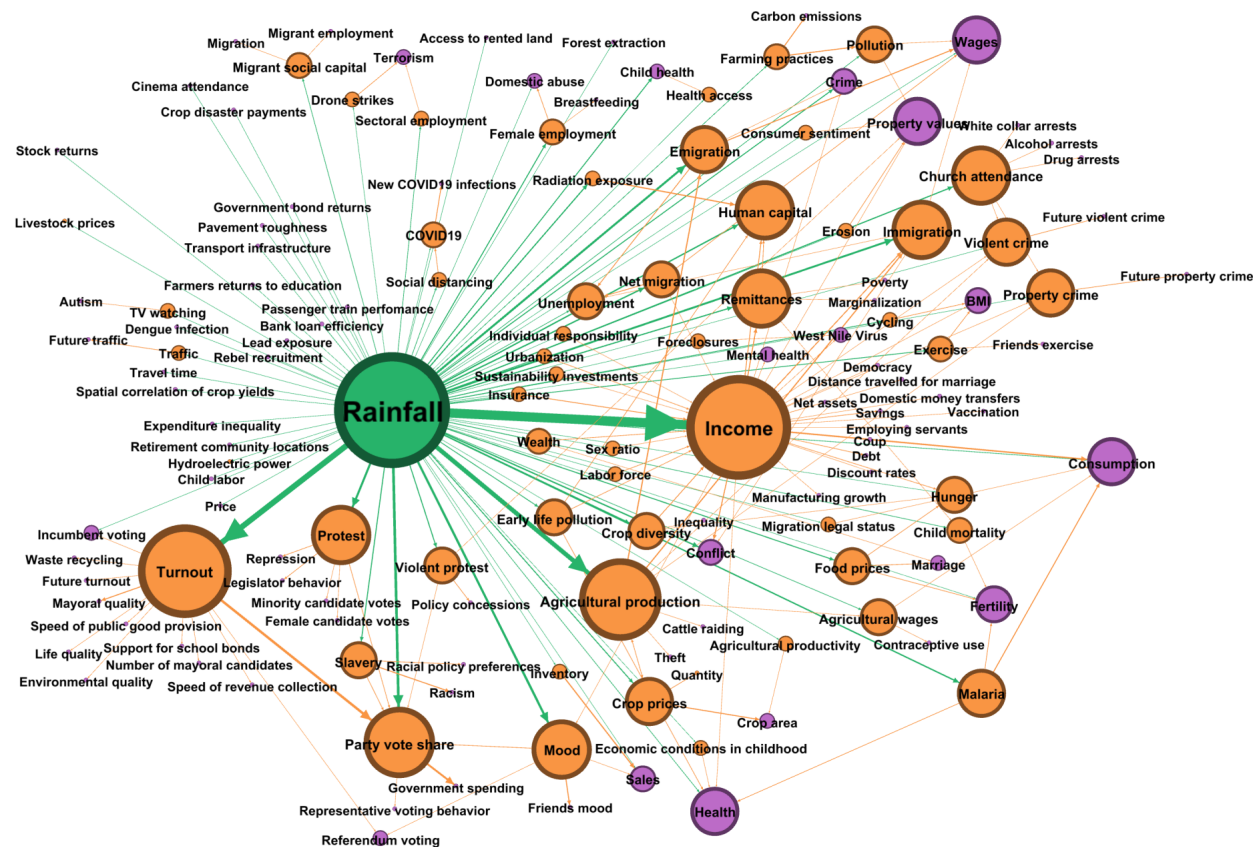 Carbon emissions
Migration
Migrant employment
Access to rented land
Forest extraction
Pollution
Wages
Terrorism
Farming practices
Migrant social capital
Child health
Domestic abuse
Crime
Cinema attendance
Health access
Drone strikes
Breastfeeding
Crop disaster payments
Sectoral employment
Property values
White collar arrests
Female employment
Consumer sentiment
Alcohol arrests
Stock returns
Emigration
Drug arrests
Church attendance
New COVID19 infections
Radiation exposure
Government bond returns
Human capital
Future violent crime
Livestock prices
Pavement roughness
COVID19
Erosion
Immigration
Violent crime
Transport infrastructure
Net migration
Future property crime
Social distancing
Poverty
Farmers returns to education
Property crime
Autism
Unemployment
Remittances
Marginalization
BMI
TV watching
Passenger train perfomance
Cycling
Dengue infection
Bank loan efficiency
Individual responsibility
West Nile Virus
Future traffic
Lead exposure
Foreclosures
Exercise
Friends exercise
Traffic
Rebel recruitment
Urbanization
Mental health
Travel time
Sustainability investments
Democracy
Distance travelled for marriage
Spatial correlation of crop yields
Insurance
Net assets
Domestic money transfers
Rainfall
Savings
Vaccination
Expenditure inequality
Income
Employing servants
Retirement community locations
Wealth
Sex ratio
Coup
Hydroelectric power
Debt
Consumption
Child labor
Labor force
Discount rates
Price
Manufacturing growth
Hunger
Early life pollution
Inequality
Migration legal status
Incumbent voting
Protest
Crop diversity
Child mortality
Conflict
Waste recycling
Repression
Violent protest
Food prices
Marriage
Turnout
Future turnout
Legislator behavior
Mayoral quality
Minority candidate votes
Policy concessions
Agricultural production
Fertility
Speed of public good provision
Female candidate votes
Agricultural wages
Cattle raiding
Support for school bonds
Agricultural productivity
Contraceptive use
Life quality
Number of mayoral candidates
Slavery
Racial policy preferences
Theft
Environmental quality
Speed of revenue collection
Inventory
Quantity
Racism
Crop prices
Malaria
Crop area
Party vote share
Mood
Economic conditions in childhood
Sales
Government spending
Friends mood
Representative voting behavior
Health
Referendum voting